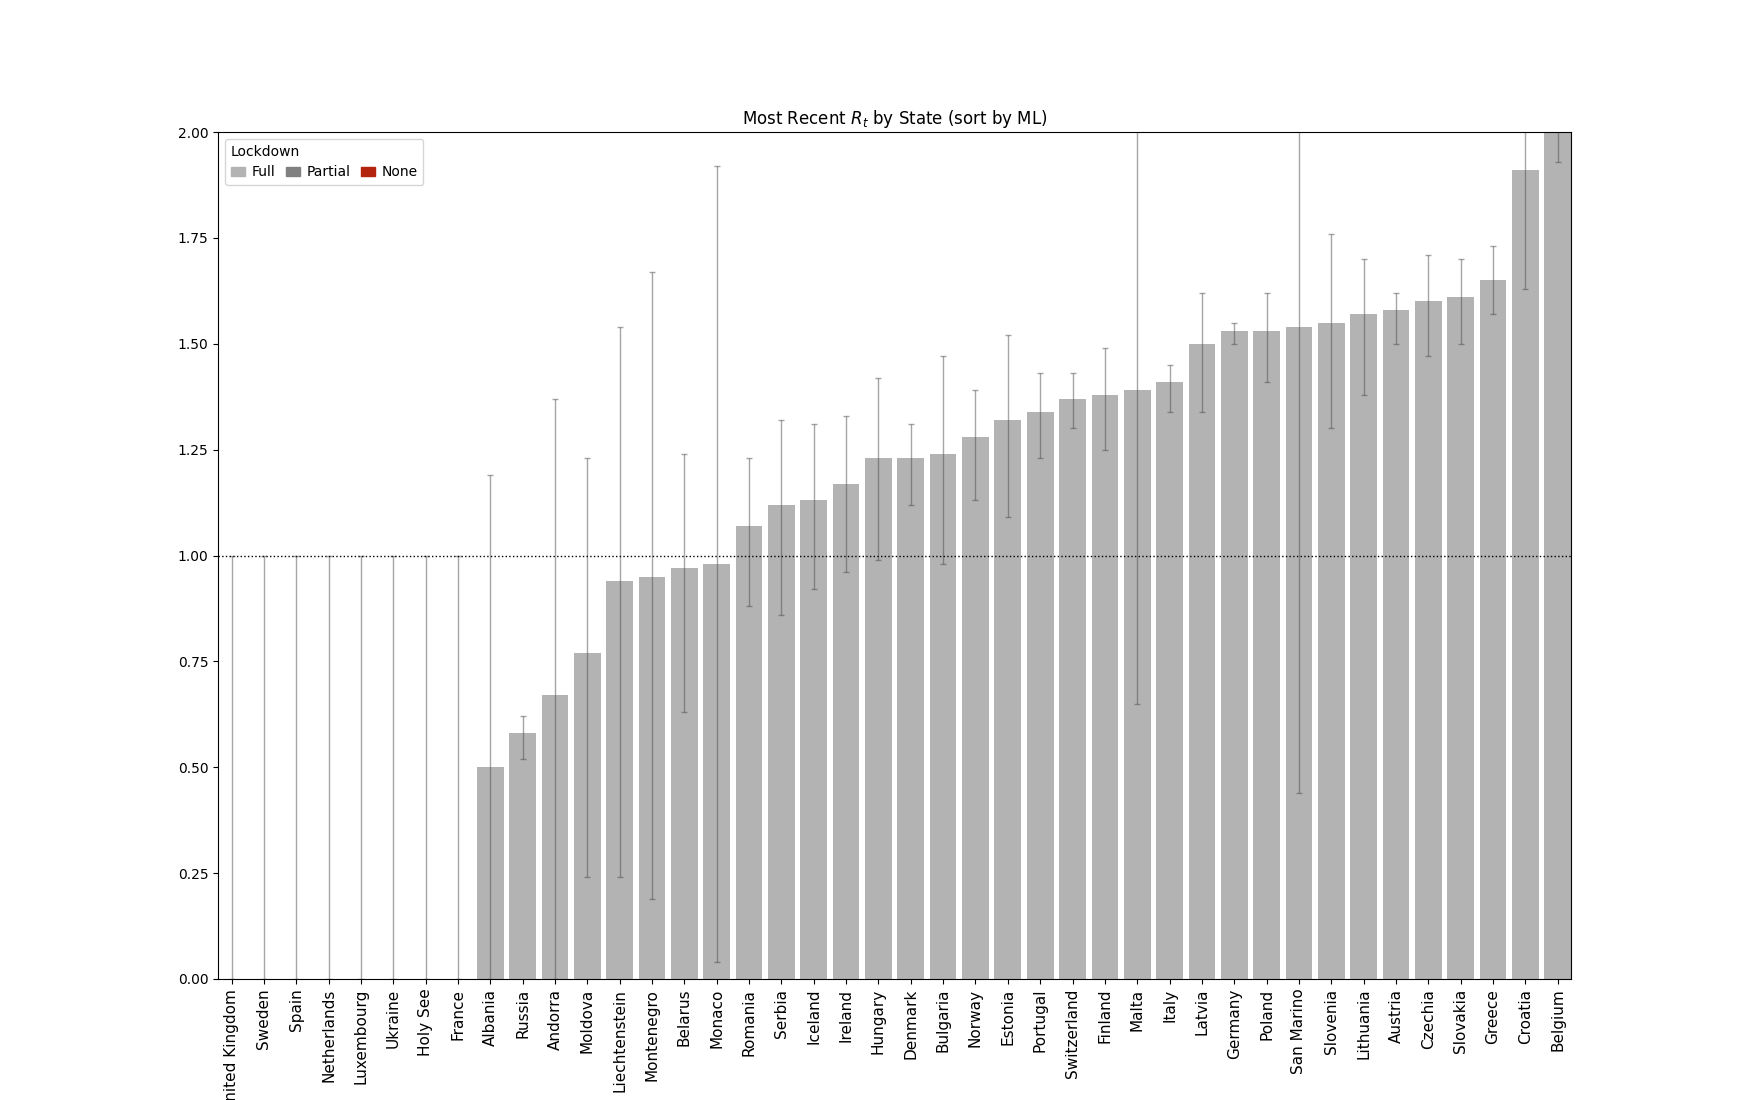 Most Recent R_t by State (sort by ML)
2.00
Lockdown
Full Partial None
1.75
1.50
1.25
1.00
0.75
0.50
0.25
0.00
nited Kingdom
Sweden
Spain
Netherlands
Luxembourg
Ukraine
Holy See
France
Albania
Russia
Andorra
Moldova
Liechtenstein
Montenegro
Belarus
Monaco
Romania
Serbia
Iceland
Ireland
Hungary
Denmark
Bulgaria
Norway
Estonia
Portugal
Switzerland
Finland
Malta
Italy
Latvia
Germany
Poland
San Marino
Slovenia
Lithuania
Austria
Czechia
Slovakia
Greece
Croatia
Belgium